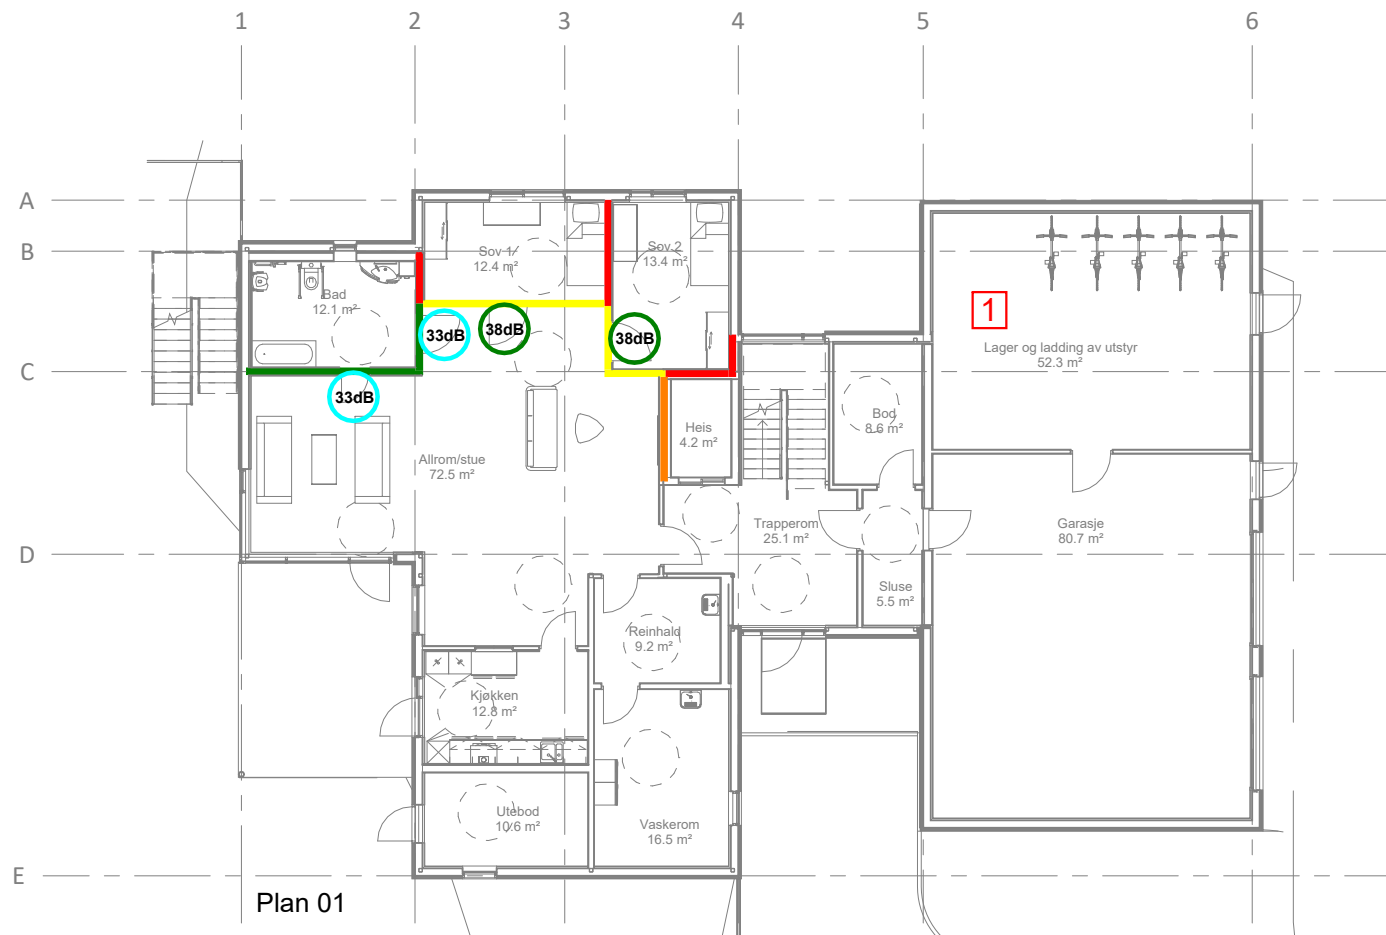 1 2 3 4 5 6
A
B
C
D
E
Sov 1
12.4 m²
Sov 2
13.4 m²
Bad
12.1 m²
33dB
38dB
38dB
33dB
1
Lager og ladding av utstyr
52.3 m²
Heis
4.2 m²
Bod
8.6 m²
Allrom/stue
72.5 m²
Trapperom
25.1 m²
Garasje
80.7 m²
Sluse
5.5 m²
Reinhald
9.2 m²
Kjøkken
12.8 m²
Utebod
10.6 m²
Vaskerom
16.5 m²
Plan 01